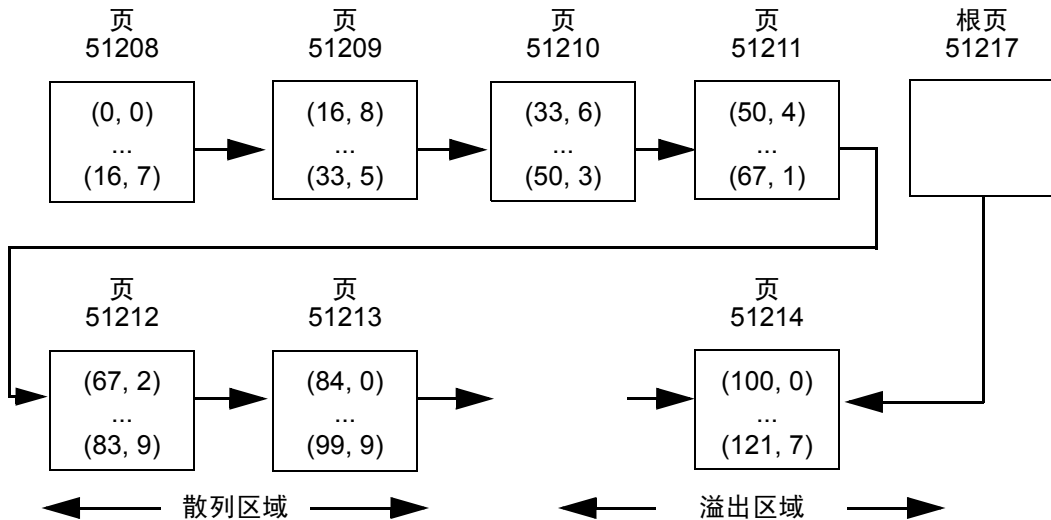 页
51208
页
51209
页
51210
页
51211
根页
51217
(0, 0)
...
(16, 7)
(16, 8)
...
(33, 5)
(33, 6)
...
(50, 3)
(50, 4)
...
(67, 1)
页
51212
页
51213
页
51214
(67, 2)
...
(83, 9)
(84, 0)
...
(99, 9)
(100, 0)
...
(121, 7)
散列区域
溢出区域